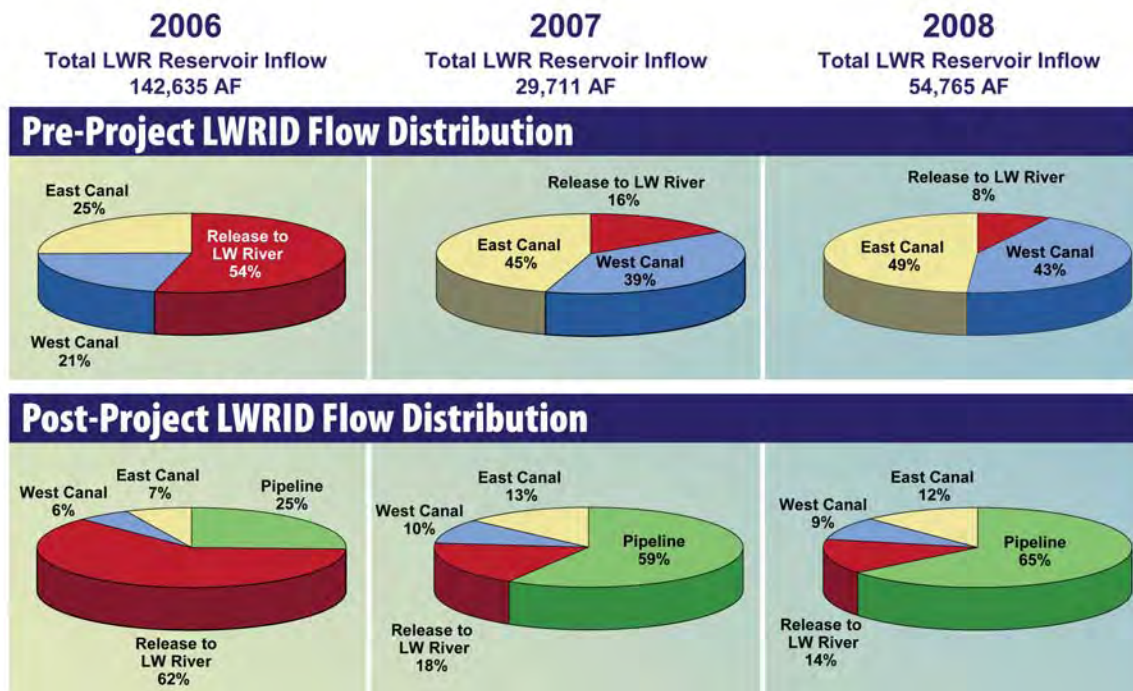 2006
Total LWR Reservoir Inflow
142,635 AF
2007
Total LWR Reservoir Inflow
29,711 AF
2008
Total LWR Reservoir Inflow
54,765 AF
Pre-Project LWRID Flow Distribution
East Canal
25%
Release to
LW River
54%
West Canal
21%
Release to LW River
16%
East Canal
45%
West Canal
39%
Release to LW River
8%
East Canal
49%
West Canal
43%
Post-Project LWRID Flow Distribution
East Canal
7%
West Canal
6%
Pipeline
25%
Release to
LW River
62%
East Canal
13%
West Canal
10%
Pipeline
59%
Release to
LW River
18%
East Canal
12%
West Canal
9%
Pipeline
65%
Release to
LW River
14%